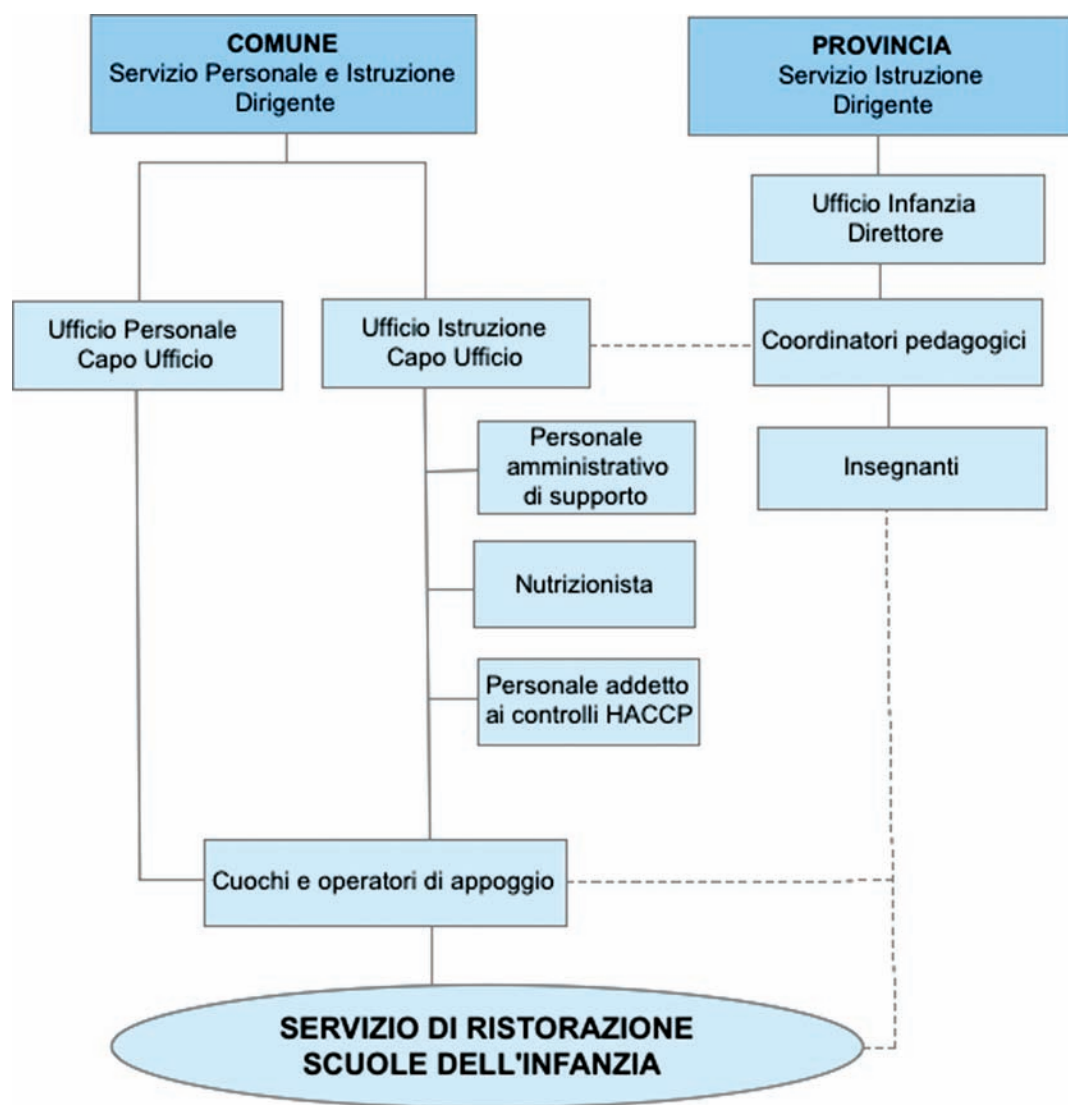 COMUNE
Servizio Personale e Istruzione
Dirigente
PROVINCIA
Servizio Istruzione
Dirigente
Ufficio Infanzia
Direttore
Ufficio Personale
Capo Ufficio
Ufficio Istruzione
Capo Ufficio
Coordinatori pedagogici
Personale
amministrativo
di supporto
Insegnanti
Nutrizionista
Personale addetto
ai controlli HACCP
Cuochi e operatori di appoggio
SERVIZIO DI RISTORAZIONE
SCUOLE DELL'INFANZIA